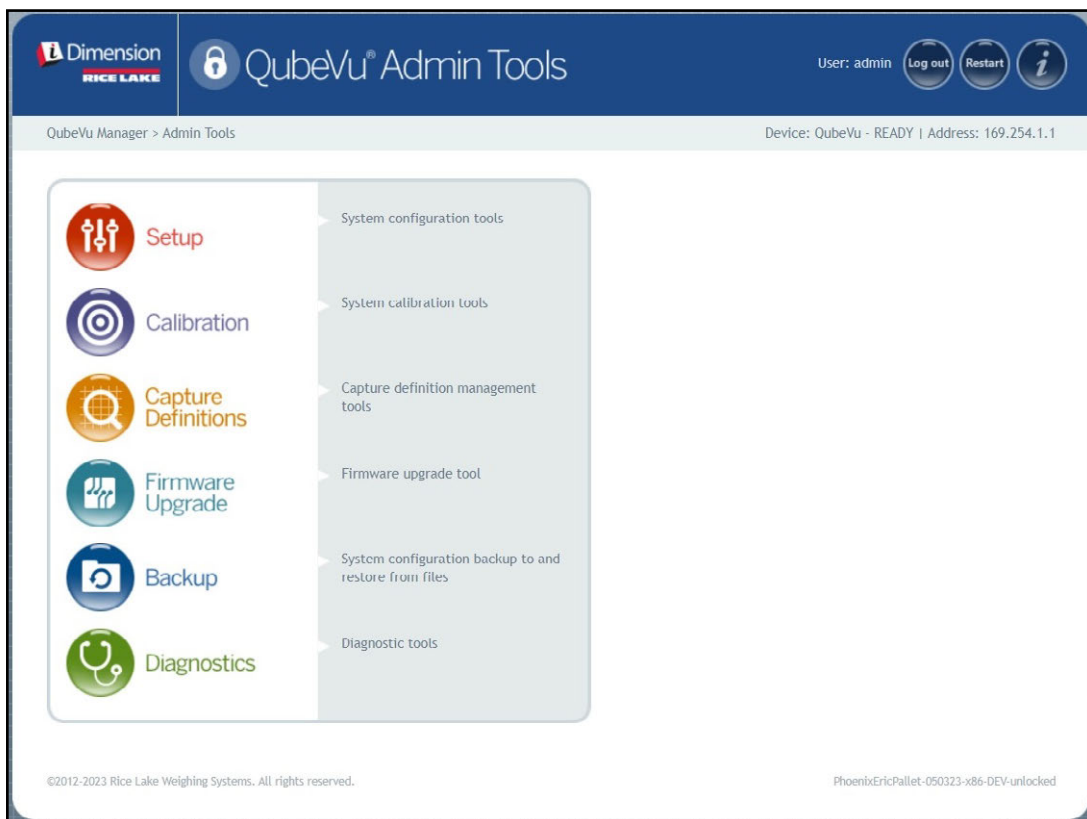 iDimension
RICE LAKE
QubeVu® Admin Tools
User: admin
Log out
Restart
i
QubeVu Manager > Admin Tools
Device: QubeVu - READY | Address: 169.254.1.1
Setup
System configuration tools
Calibration
System calibration tools
Capture
Definitions
Capture definition management
tools
Firmware
Upgrade
Firmware upgrade tool
Backup
System configuration backup to and
restore from files
Diagnostics
Diagnostic tools
©2012-2023 Rice Lake Weighing Systems. All rights reserved.
PhoenixEricPallet-050323-x86-DEV-unlocked